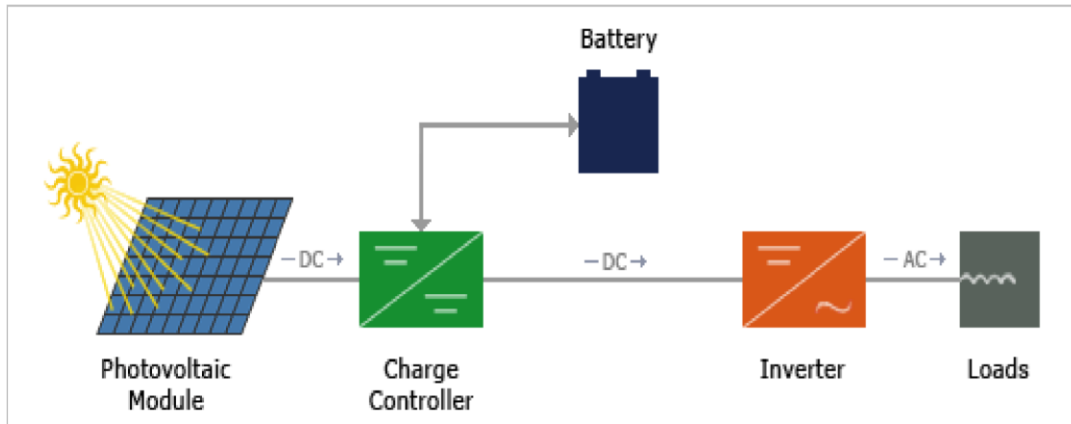 Battery
– DC →
– DC →
– AC →
Photovoltaic
Module
Charge
Controller
Inverter
Loads